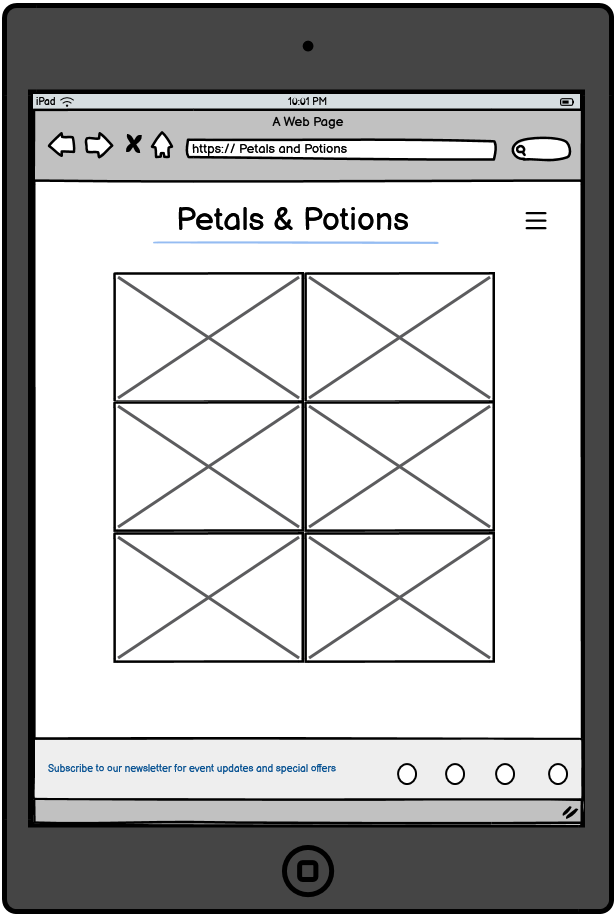 iPad 10:01 PM
A Web Page
https:// Petals and Potions
Petals & Potions
Subscribe to our newsletter for event updates and special offers